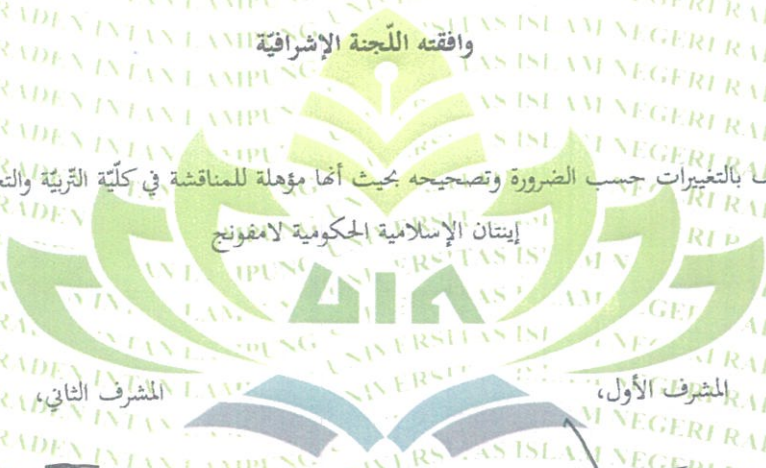 وافقته اللّجنة الإشرافيّة
بالتغييرات حسب الضرورة وتصحيحه بحيث أنها مؤهلة للمناقشة في كلّيّة التّربيّة
إينتان الإسلامية الحكومية لامفونج
UIN
المشرف الأول،
المشرف الثاني،